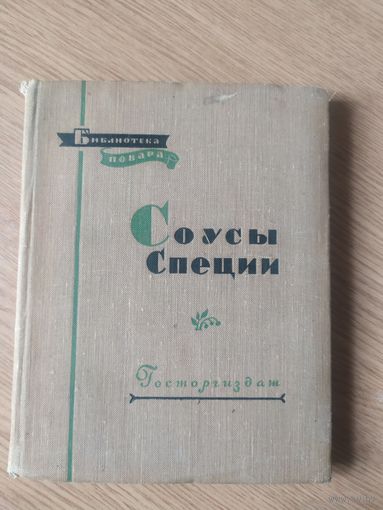 Библиотека
повара
Соусы
Специи
Госторгиздат